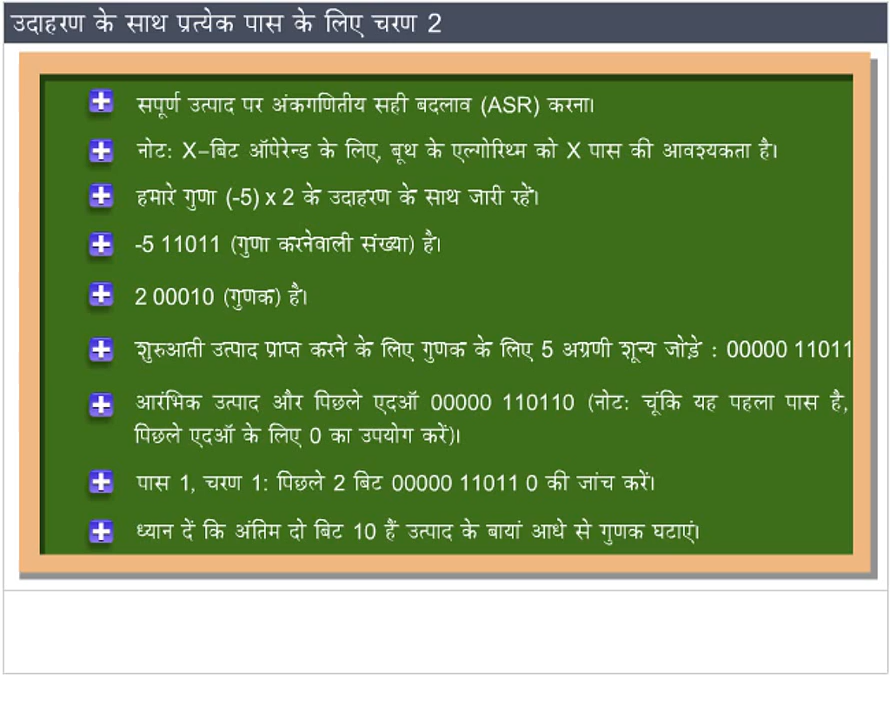 उदाहरण के साथ प्रत्येक पास के लिए चरण 2
सपूर्ण उत्पाद पर अंकगणितीय सही बदलाव (ASR) करना।
नोट: X–बिट ऑपेरेन्ड के लिए, बूथ के एल्गोरिथ्म को X पास की आवश्यकता है।
हमारे गुणा (-5) x 2 के उदाहरण के साथ जारी रहें।
-5 11011 (गुणा करनेवाली संख्या) है।
2 00010 (गुणक) है।
शुरुआती उत्पाद प्राप्त करने के लिए गुणक के लिए 5 अग्रणी शून्य जोड़े : 00000 11011
आरंभिक उत्पाद और पिछले एदऑ 00000 110110 (नोट: चूंकि यह पहला पास है,
पिछले एदऑ के लिए 0 का उपयोग करें)।
पास 1, चरण 1: पिछले 2 बिट 00000 11011 0 की जांच करें।
ध्यान दें कि अंतिम दो बिट 10 हैं उत्पाद के बायां आधे से गुणक घटाएं।